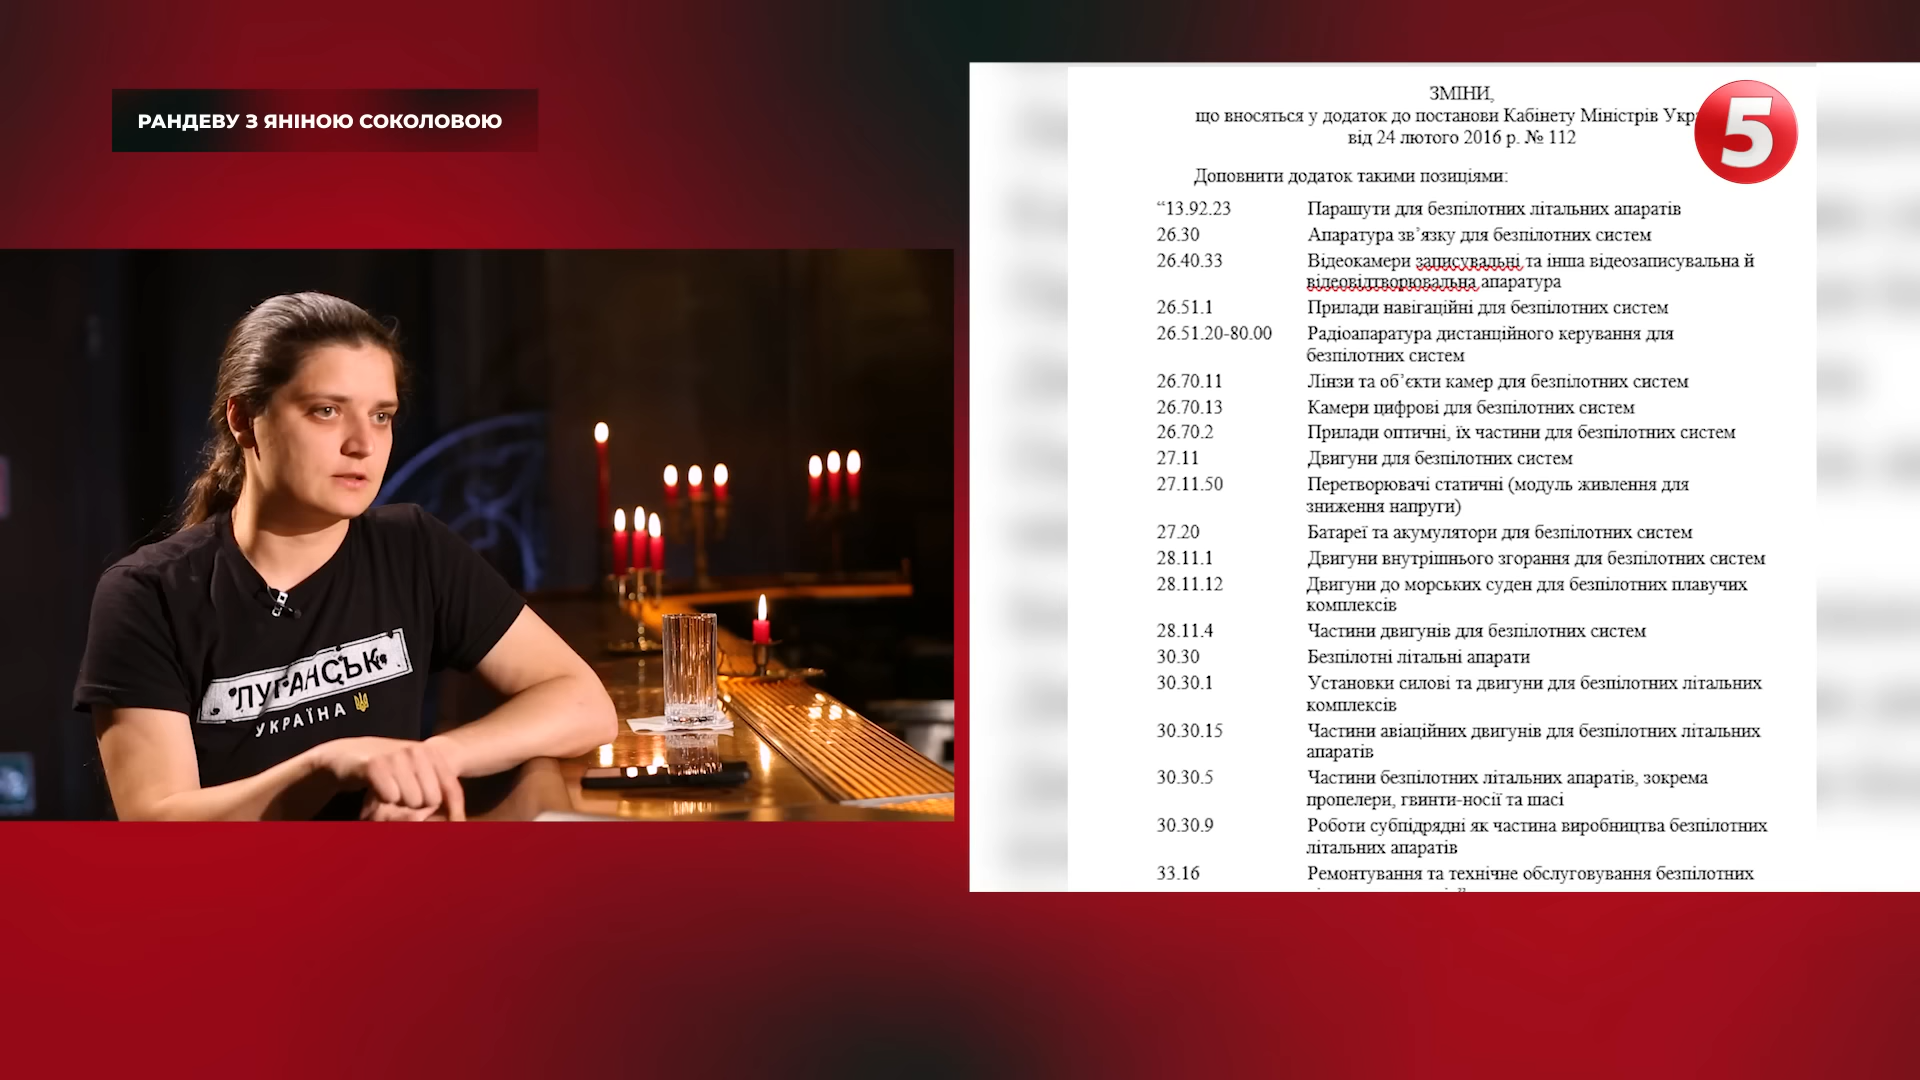 РАНДЕВУ З ЯНІНОЮ СОКОЛОВОЮ
ЛУГАНСЬК
УКРАЇНА
5
ЗМІНИ,
що вносяться у додаток до постанови Кабінету Міністрів
від 24 лютого 2016 р. № 112
Доповнити додаток такими позиціями:
“13.92.23 Парашути для безпілотних літальних апаратів
26.30 Апаратура зв’язку для безпілотних систем
26.40.33 Відеокамери записувальні та інша відеозаписувальна й
відеовідтворювальна апаратура
26.51.1 Прилади навігаційні для безпілотних систем
26.51.20-80.00 Радіоапаратура дистанційного керування для
безпілотних систем
26.70.11 Лінзи та об’єкти камер для безпілотних систем
26.70.13 Камери цифрові для безпілотних систем
26.70.2 Прилади оптичні, їх частини для безпілотних систем
27.11 Двигуни для безпілотних систем
27.11.50 Перетворювачі статичні (модуль живлення для
зниження напруги)
27.20 Батареї та акумулятори для безпілотних систем
28.11.1 Двигуни внутрішнього згорання для безпілотних систем
28.11.12 Двигуни до морських суден для безпілотних плавучих
комплексів
28.11.4 Частини двигунів для безпілотних систем
30.30 Безпілотні літальні апарати
30.30.1 Установки силові та двигуни для безпілотних літальних
комплексів
30.30.15 Частини авіаційних двигунів для безпілотних літальних
апаратів
30.30.5 Частини безпілотних літальних апаратів, зокрема
пропелери, гвинти-носії та шасі
30.30.9 Роботи субпідрядні як частина виробництва безпілотних
літальних апаратів
33.16 Ремонтування та технічне обслуговування безпілотних